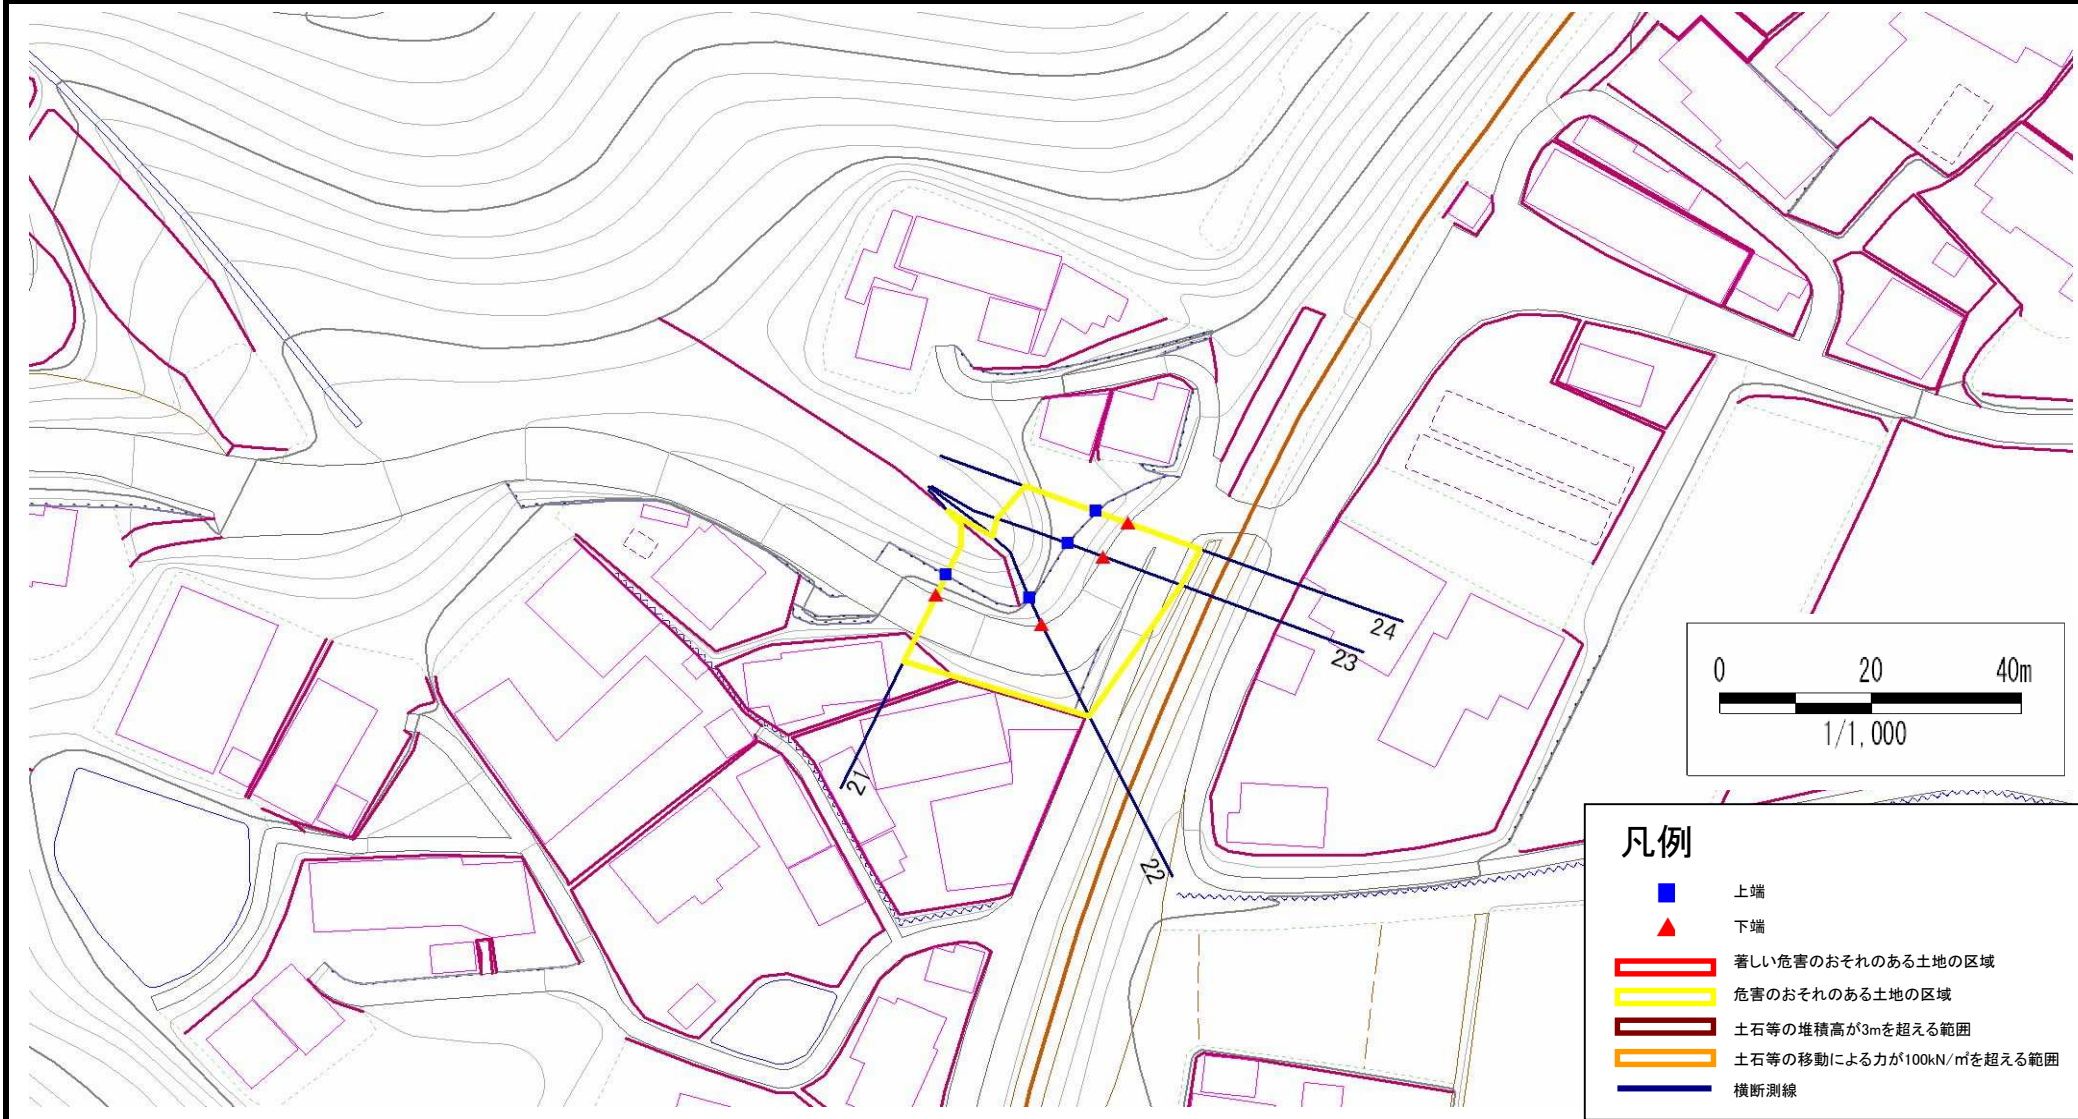 24
23
21
22
0 20 40m
1/1,000
凡例
上端
下端
著しい危害のおそれのある土地の区域
危害のおそれのある土地の区域
土石等の堆積高が3mを超える範囲
土石等の移動による力が100kN/㎡を超える範囲
横断測線